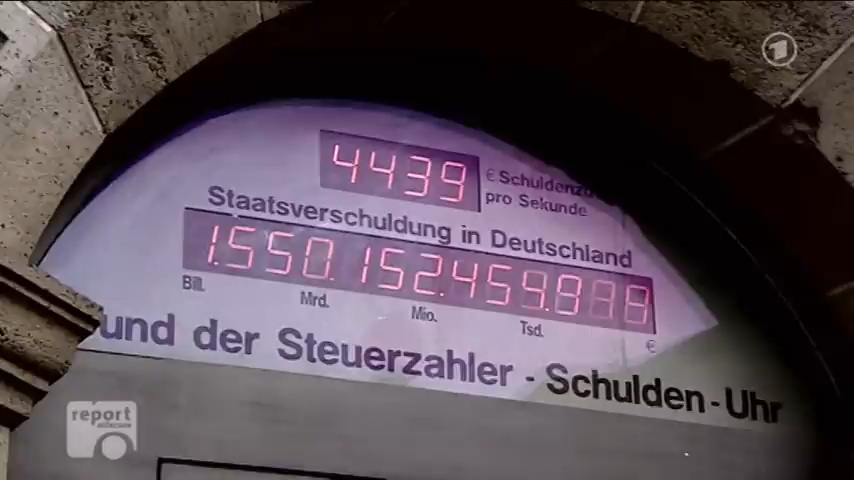 1
4439
€ Schuldenzu
pro Sekunde
Staatsverschuldung in Deutschland
1.550.152.459.
Bill.
Mrd.
Mio.
Tsd.
€
und der Steuerzahler - Schulden - Uhr
report